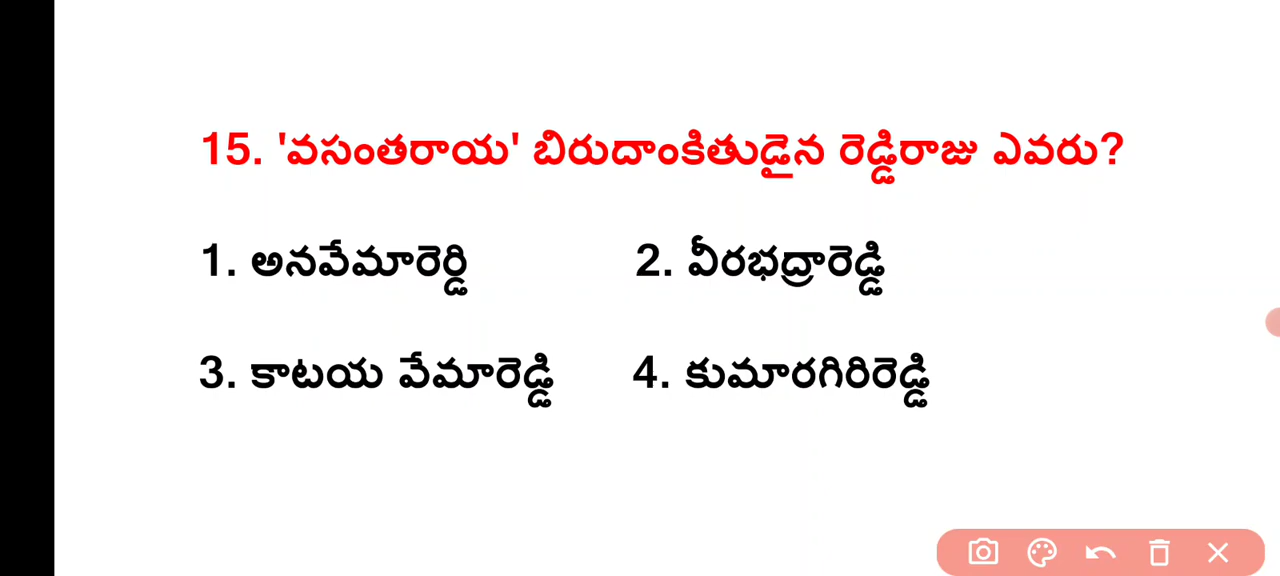 15. 'వసంతరాయ' బిరుదాంకితుడైన రెడ్డిరాజు ఎవరు?
1. అనవేమారెర్డి 2. వీరభద్రారెడ్డి
3. కాటయ వేమారెడ్డి 4. కుమారగిరిరెడ్డి